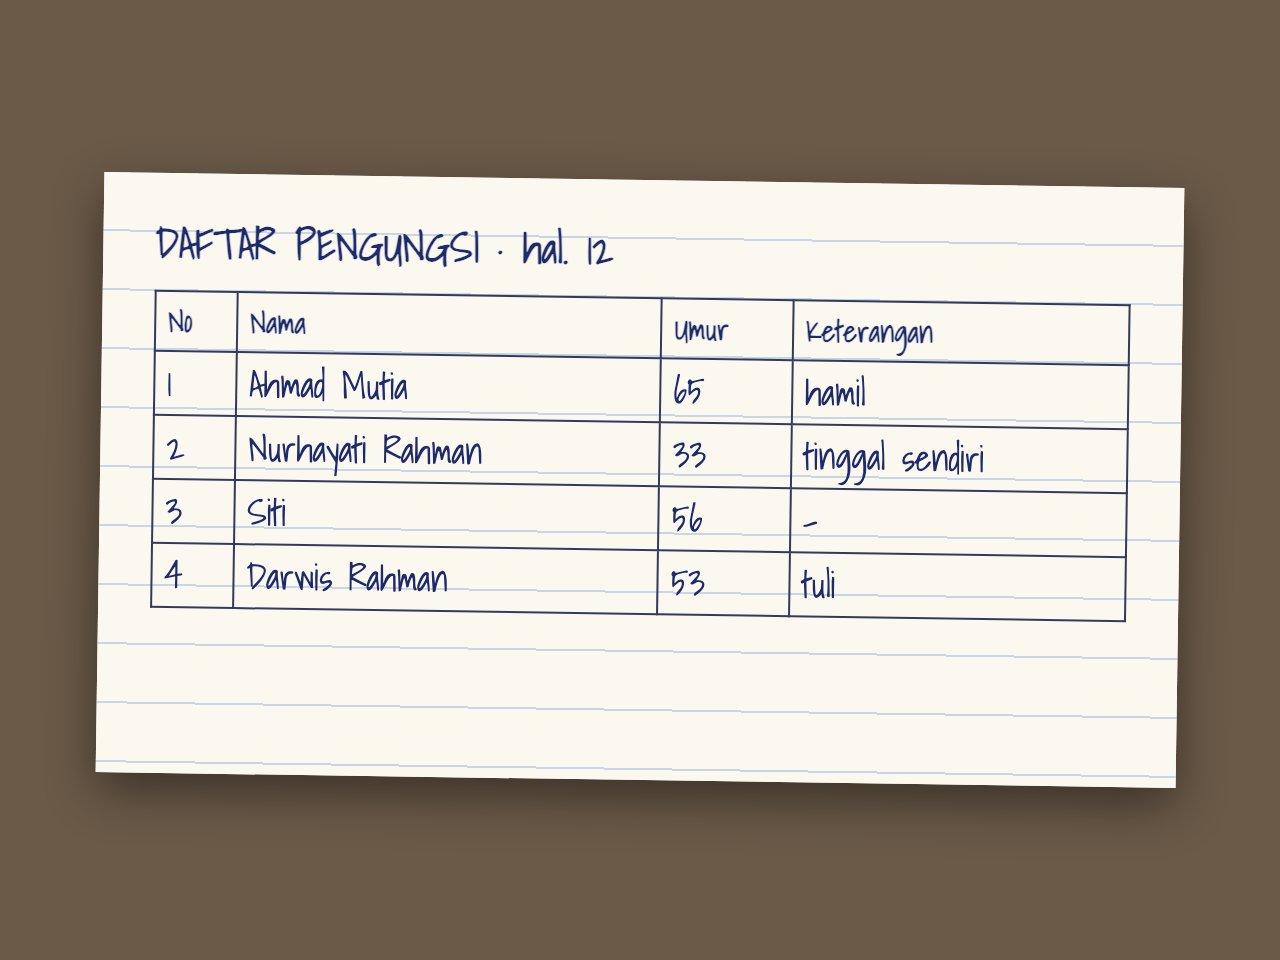 DAFTAR PENGUNGSI · hal. 12
No Nama Umur Keterangan
1 Ahmad Mutia 65 hamil
2 Nurhayati Rahman 33 tinggal sendiri
3 Siti 56 -
4 Darwis Rahman 53 tuli